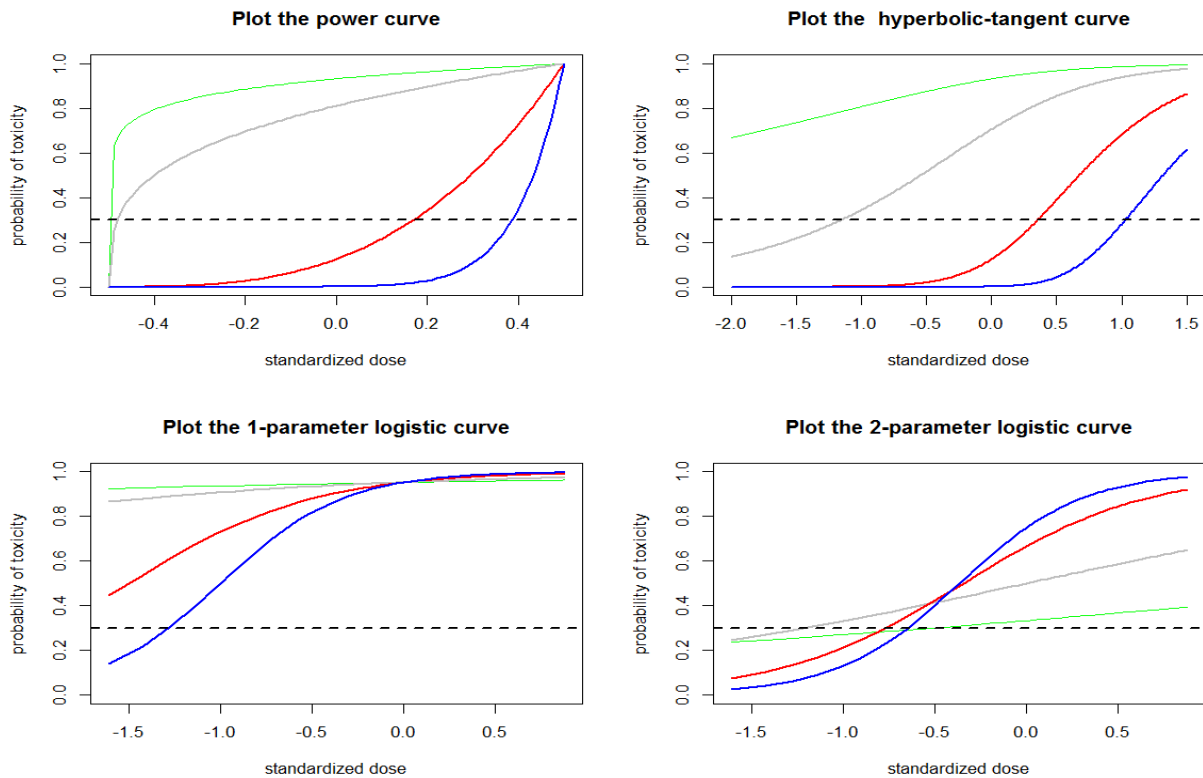 Plot the power curve
probability of toxicity
0.0 0.2 0.4 0.6 0.8 1.0
-0.4 -0.2 0.0 0.2 0.4
standardized dose
Plot the  hyperbolic-tangent curve
probability of toxicity
0.0 0.2 0.4 0.6 0.8 1.0
-2.0 -1.5 -1.0 -0.5 0.0 0.5 1.0 1.5
standardized dose
Plot the 1-parameter logistic curve
probability of toxicity
0.0 0.2 0.4 0.6 0.8 1.0
-1.5 -1.0 -0.5 0.0 0.5
standardized dose
Plot the 2-parameter logistic curve
probability of toxicity
0.0 0.2 0.4 0.6 0.8 1.0
-1.5 -1.0 -0.5 0.0 0.5
standardized dose